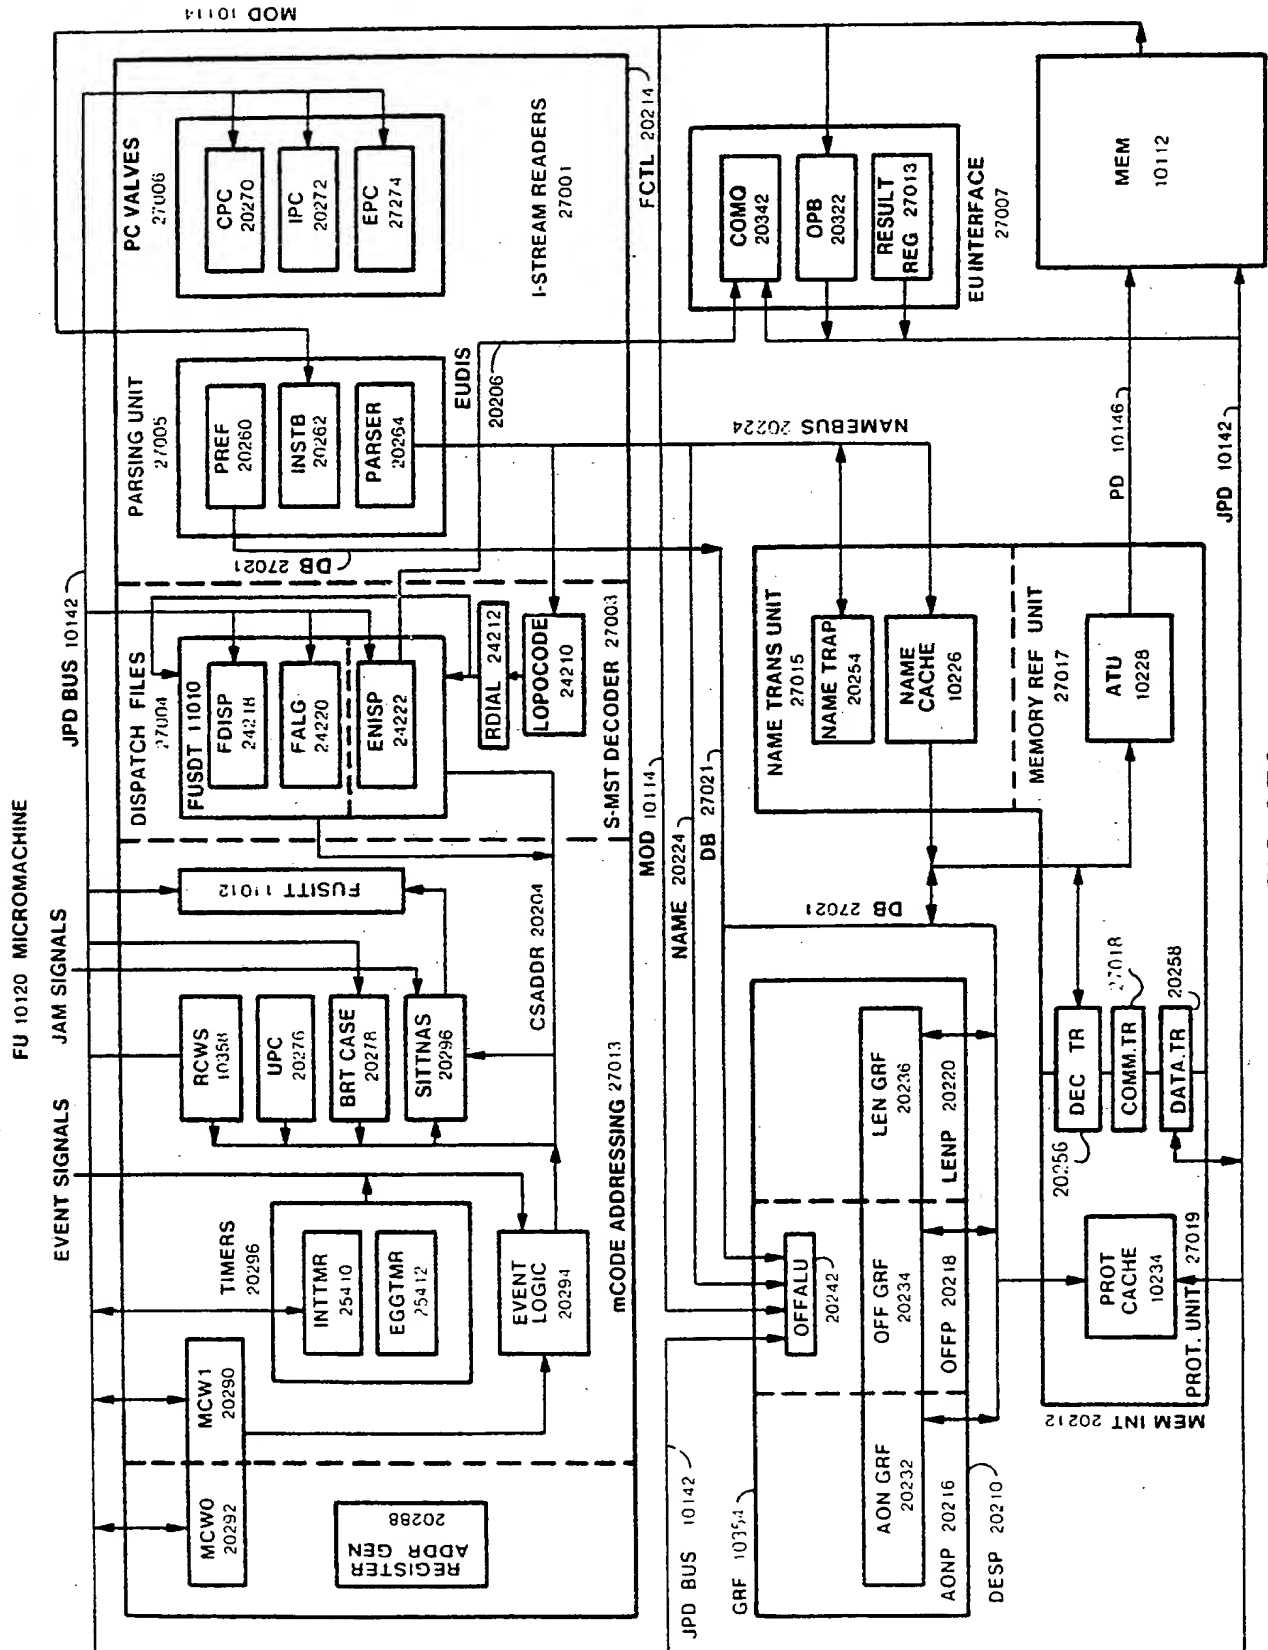 FU 10120 MICROMACHINE
MOD 10114
JPD BUS 10142
EVENT SIGNALS
JAM SIGNALS
PC VALVES
27006
CPC
20270
IPC
20272
EPC
27274
I-STREAM READERS
27001
FCTL 20214
PARSING UNIT
27005
PREF
20260
INSTB
20262
PARSER
20264
EUDIS
20206
DB 27021
DISPATCH FILES
27004
FUSDT 11010
FDISP
24218
FALG
24220
ENISP
24222
RDIAL 24212
LOPOCODE
24210
S-MST DECODER 27003
FUSITT 11012
RCWS
10358
UPC
20276
BRT CASE
20278
SITTNAS
20296
CSADDR 20204
TIMERS
20296
INTTMR
25410
EGGTMR
25412
EVENT
LOGIC
20294
mCODE ADDRESSING 27013
MCW1
20290
MCW0
20292
REGISTER
ADDR GEN
20288
COMQ
20342
OPB
20322
RESULT
REG 27013
EU INTERFACE
27007
MEM
10112
NAMEBUS 20224
PD 10146
JPD 10142
MOD 10114
NAME 20224
DB 27021
NAME TRANS UNIT
27015
NAME TRAP
20254
NAME
CACHE
10226
MEMORY REF UNIT
27017
ATU
10228
DB 27021
JPD BUS 10142
GRF 10354
OFFALU
20242
LEN GRF
20236
OFF GRF
20234
AON GRF
20232
LENP 20220
OFFP 20218
AONP 20216
DESP 20210
DEC TR
20256
COMM.TR
27018
DATA.TR
20258
PROT
CACHE
10234
PROT. UNIT 27019
MEM INT 20212